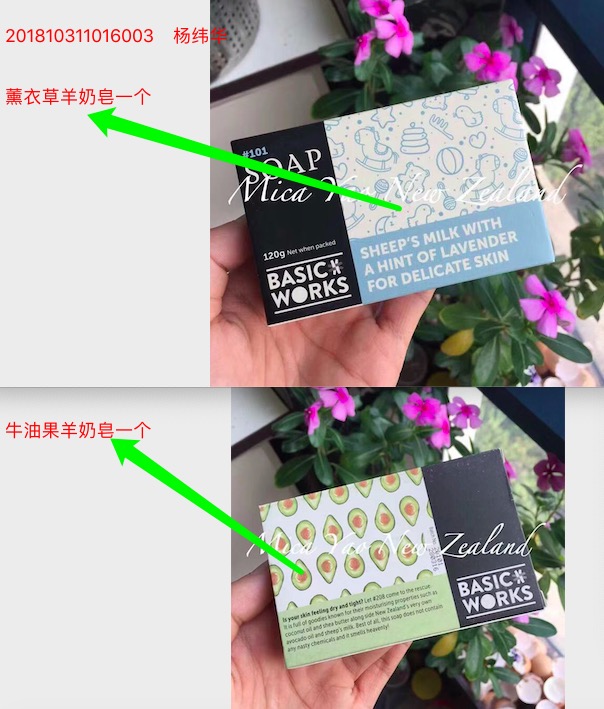 201810311016003 杨纬华
薰衣草羊奶皂一个
#101
SOAP
Mica Yao New Zealand
120g Net when packed
BASIC
WORKS
SHEEP'S MILK WITH
A HINT OF LAVENDER
FOR DELICATE SKIN
牛油果羊奶皂一个
Mica Yao New Zealand
BASIC
WORKS
Is your skin feeling dry and tight? Let #208 come to the rescue.
It is full of goodies known for their moisturising properties such as
coconut oil and shea butter along side New Zealand's very own
avocado oil and sheep's milk. Best of all, this soap does not contain
any nasty chemicals and it smells heavenly!